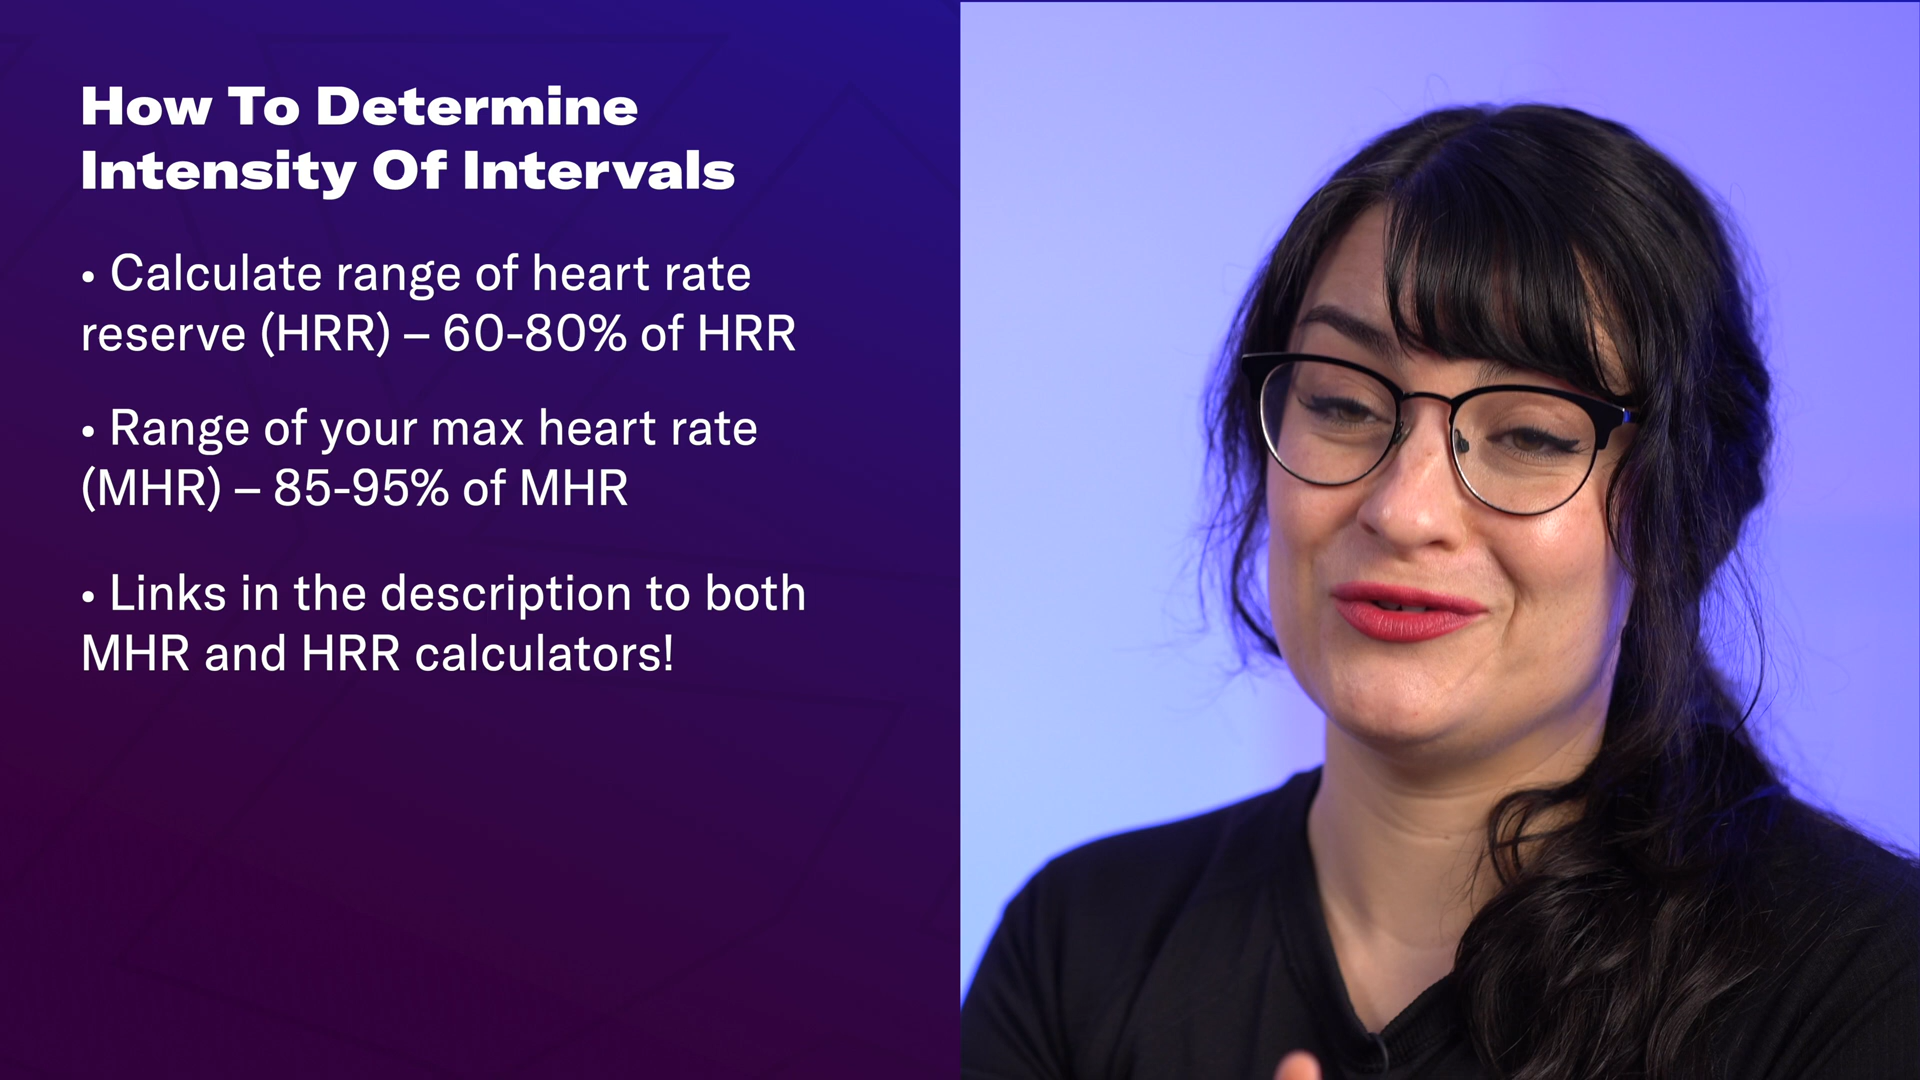 How To Determine
Intensity Of Intervals
• Calculate range of heart rate
reserve (HRR) – 60-80% of HRR
• Range of your max heart rate
(MHR) – 85-95% of MHR
• Links in the description to both
MHR and HRR calculators!